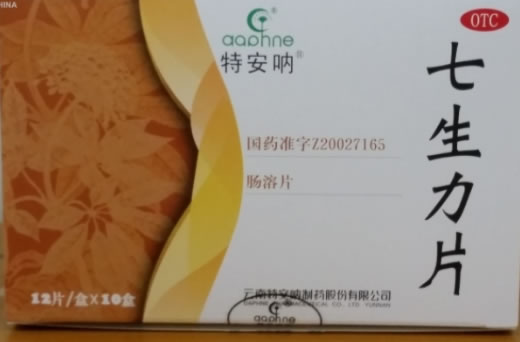 CHINA
OTC
aaphne
特安呐®
七生力片
国药准字Z20027165
肠溶片
12片/盒×10盒
云南特安呐制药股份有限公司
aaphne